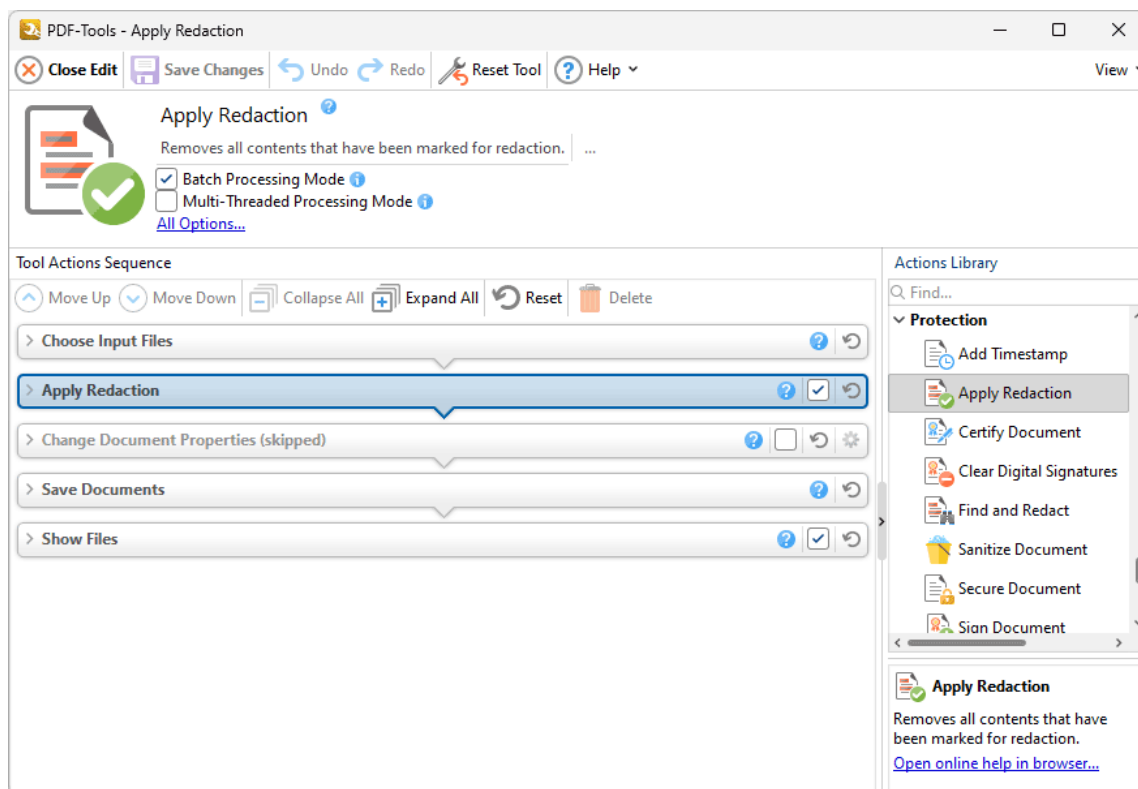 PDF-Tools - Apply Redaction
Close Edit Save Changes Undo Redo Reset Tool ? Help View
Apply Redaction ?
Removes all contents that have been marked for redaction. ...
Batch Processing Mode i
Multi-Threaded Processing Mode i
All Options...
Tool Actions Sequence
Move Up Move Down Collapse All Expand All Reset Delete
Choose Input Files ?
Apply Redaction ?
Change Document Properties (skipped) ?
Save Documents ?
Show Files ?
Actions Library
Find...
Protection
Add Timestamp
Apply Redaction
Certify Document
Clear Digital Signatures
Find and Redact
Sanitize Document
Secure Document
Sign Document
Apply Redaction
Removes all contents that have
been marked for redaction.
Open online help in browser...